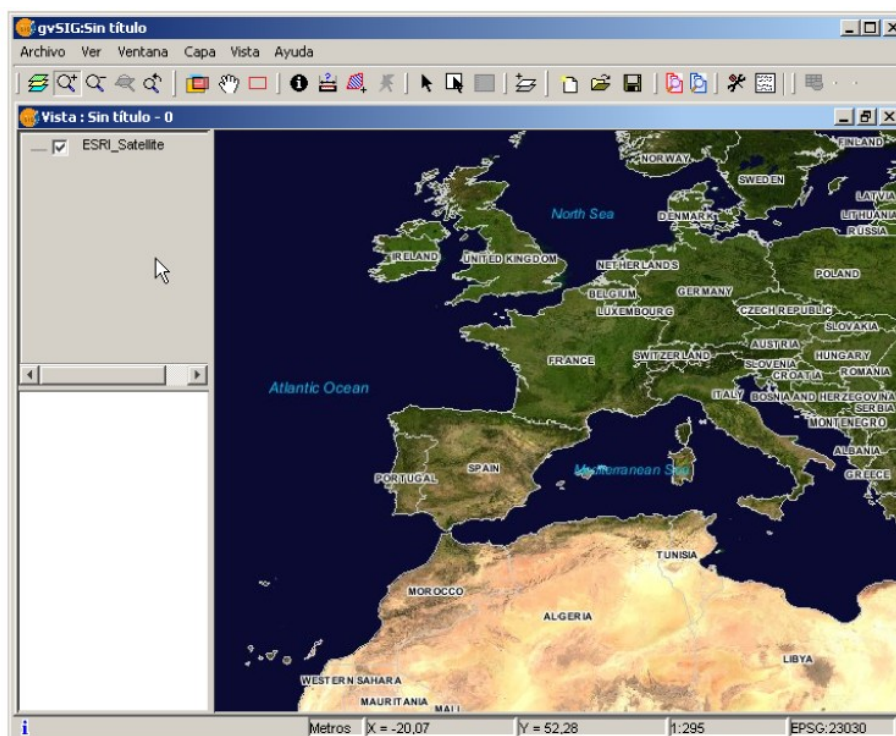 gvSIG:Sin título
Archivo Ver Ventana Capa Vista Ayuda
Vista : Sin título - 0
ESRI_Satellite
NORWAY
FINLAND
SWEDEN
North Sea
DENMARK
LATVIA
LITHUANIA
RUSSIA
IRELAND
UNITED KINGDOM
NETHERLANDS
POLAND
BELGIUM
GERMANY
LUXEMBOURG
CZECH REPUBLIC
SLOVAKIA
AUSTRIA
FRANCE
SWITZERLAND
HUNGARY
SLOVENIA
ROMANIA
CROATIA
Atlantic Ocean
ITALY
BOSNIA AND HERZEGOVINA
SERBIA
MONTENEGRO
ALBANIA
PORTUGAL
SPAIN
Mediterranean Sea
GREECE
TUNISIA
MOROCCO
ALGERIA
LIBYA
WESTERN SAHARA
MAURITANIA
MALI
Metros X = -20,07 Y = 52,28 1:295 EPSG:23030